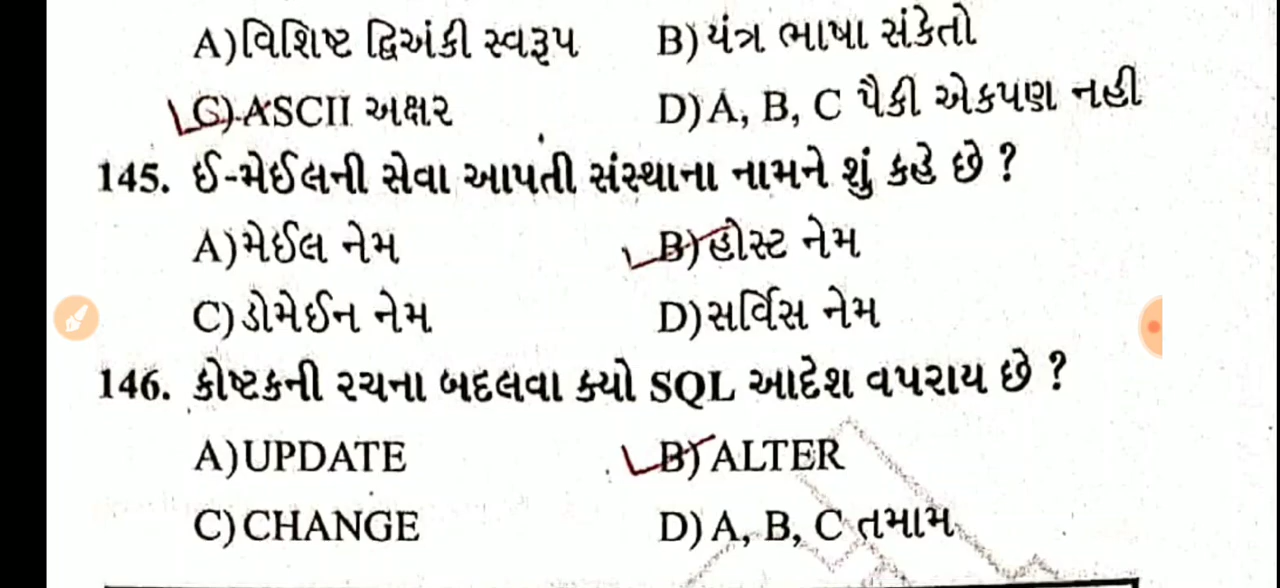 A) વિશિષ્ટ દ્વિઅંકી સ્વરૂપ B) યંત્ર ભાષા સંકેતો
C) ASCII અક્ષર D) A, B, C પૈકી એકપણ નહી
145. ઈ-મેઈલની સેવા આપતી સંસ્થાના નામને શું કહે છે ?
A) મેઈલ નેમ B) હોસ્ટ નેમ
C) ડોમેઈન નેમ D) સર્વિસ નેમ
146. કોષ્ટકની રચના બદલવા ક્યો SQL આદેશ વપરાય છે ?
A) UPDATE B) ALTER
C) CHANGE D) A, B, C તમામ